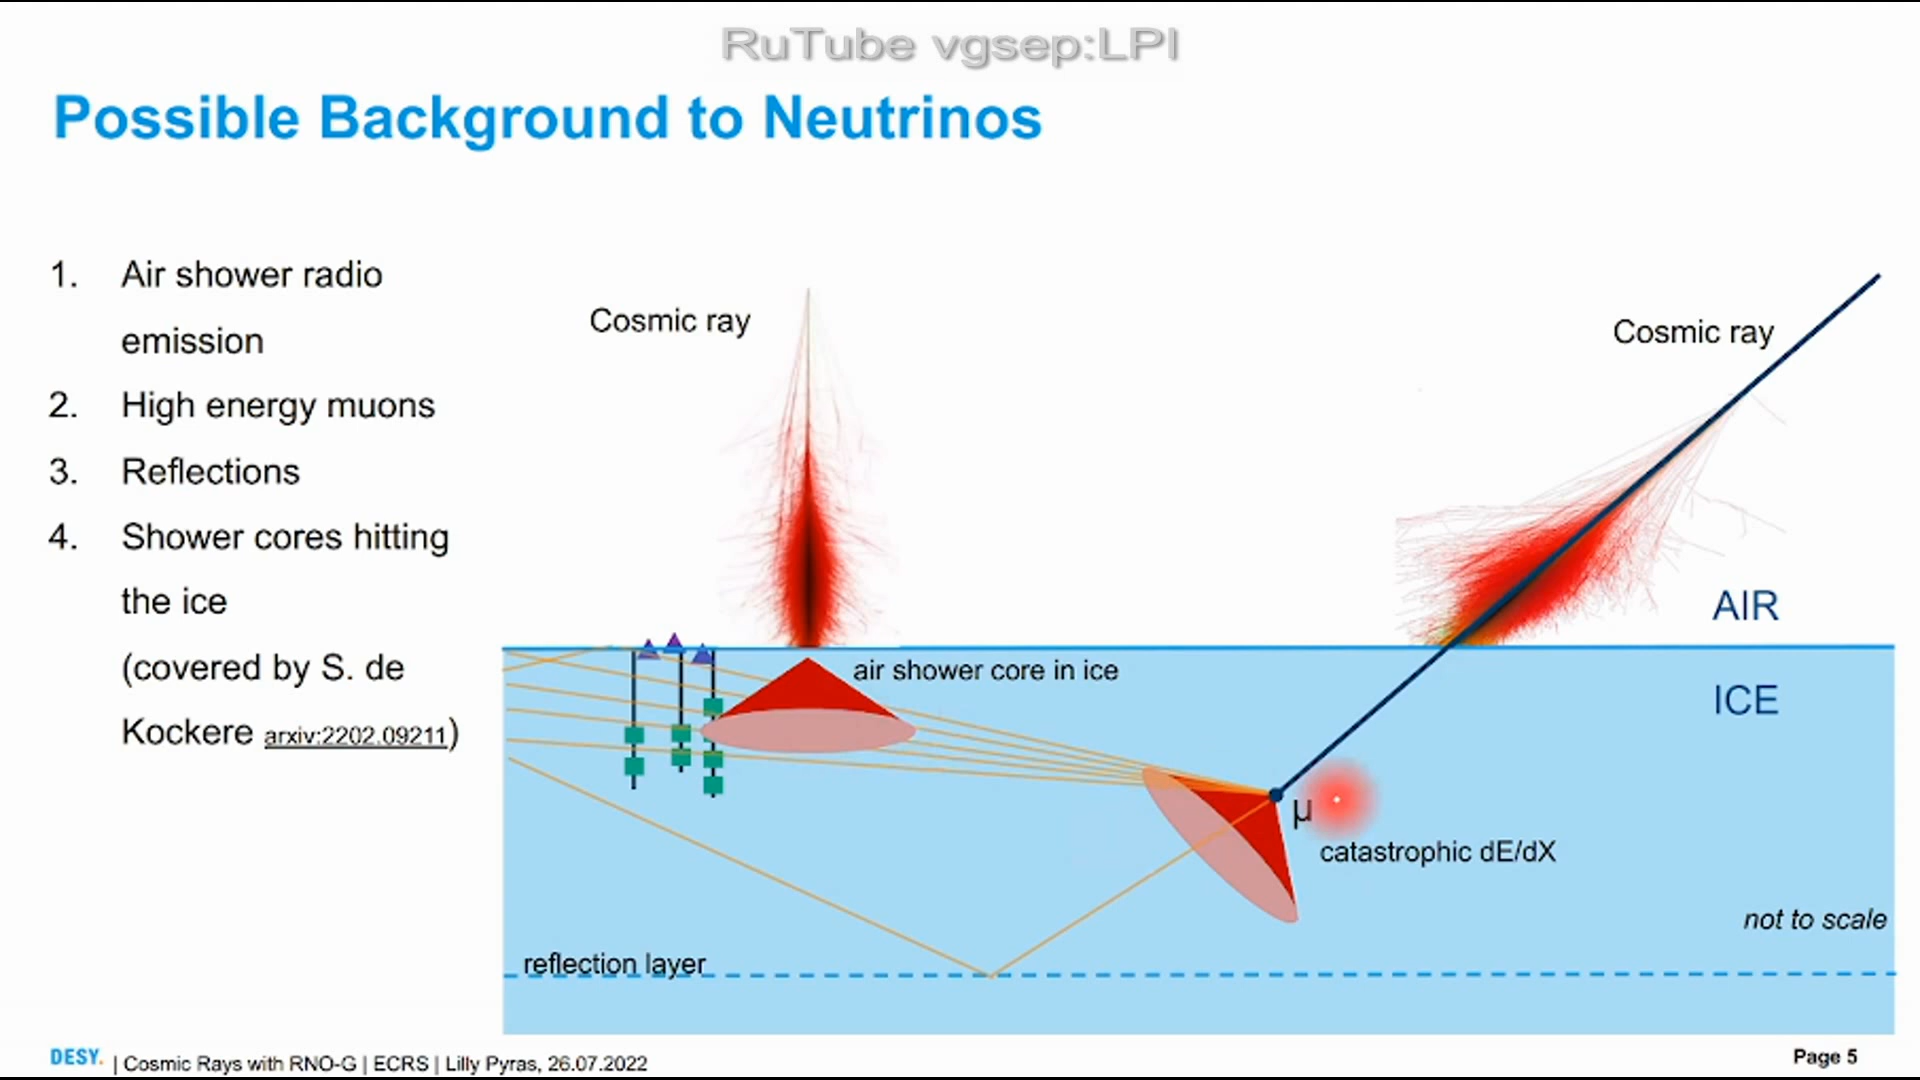 RuTube vgsep:LPI
Possible Background to Neutrinos
1. Air shower radio
emission
2. High energy muons
3. Reflections
4. Shower cores hitting
the ice
(covered by S. de
Kockere arxiv:2202.09211)
Cosmic ray
Cosmic ray
AIR
air shower core in ice
ICE
μ
catastrophic dE/dX
not to scale
reflection layer
DESY. | Cosmic Rays with RNO-G | ECRS | Lilly Pyras, 26.07.2022
Page 5